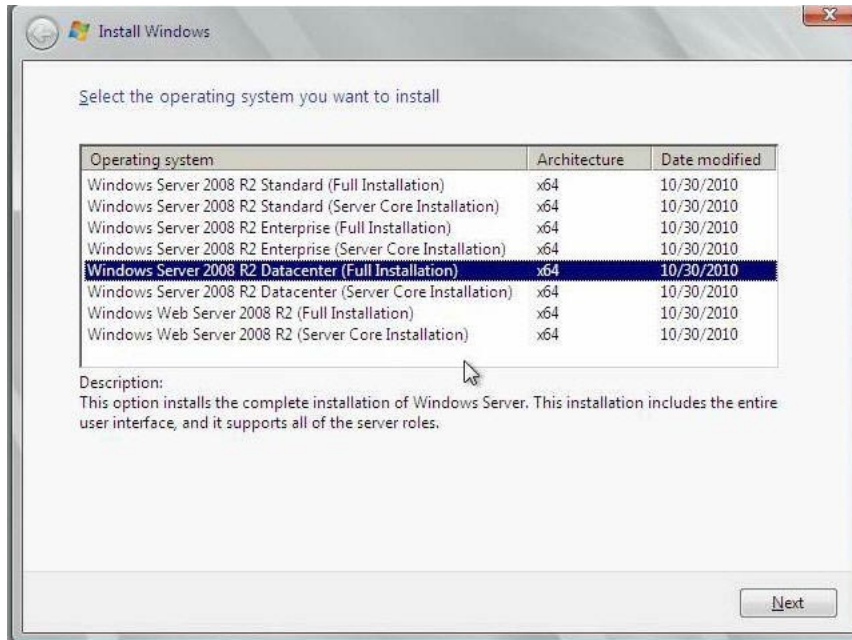 Install Windows
Select the operating system you want to install
Operating system Architecture Date modified
Windows Server 2008 R2 Standard (Full Installation) x64 10/30/2010
Windows Server 2008 R2 Standard (Server Core Installation) x64 10/30/2010
Windows Server 2008 R2 Enterprise (Full Installation) x64 10/30/2010
Windows Server 2008 R2 Enterprise (Server Core Installation) x64 10/30/2010
Windows Server 2008 R2 Datacenter (Full Installation) x64 10/30/2010
Windows Server 2008 R2 Datacenter (Server Core Installation) x64 10/30/2010
Windows Web Server 2008 R2 (Full Installation) x64 10/30/2010
Windows Web Server 2008 R2 (Server Core Installation) x64 10/30/2010
Description:
This option installs the complete installation of Windows Server. This installation includes the entire
user interface, and it supports all of the server roles.
Next